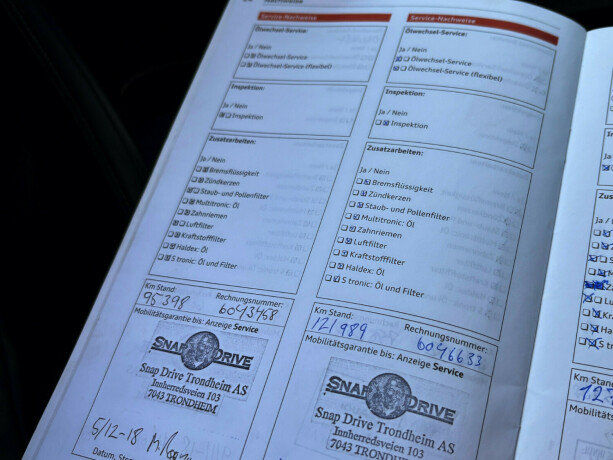 Nachweise
Service-Nachweise
Ölwechsel-Service:
Ja / Nein
Ölwechsel-Service
Ölwechsel-Service (flexibel)
Inspektion:
Ja / Nein
Inspektion
Zusatzarbeiten:
Ja / Nein
Bremsflüssigkeit
Zündkerzen
Staub- und Pollenfilter
Multitronic: Öl
Zahnriemen
Luftfilter
Kraftstofffilter
Haldex: Öl
S tronic: Öl und Filter
Km Stand:
95398
Rechnungsnummer:
6043468
Mobilitätsgarantie bis: Anzeige Service
SNAP DRIVE
Snap Drive Trondheim AS
Innherredsveien 103
7043 TRONDHEIM
5/12-18
Datum,
Service-Nachweise
Ölwechsel-Service:
Ja / Nein
Ölwechsel-Service
Ölwechsel-Service (flexibel)
Inspektion:
Ja / Nein
Inspektion
Zusatzarbeiten:
Ja / Nein
Bremsflüssigkeit
Zündkerzen
Staub- und Pollenfilter
Multitronic: Öl
Zahnriemen
Luftfilter
Kraftstofffilter
Haldex: Öl
S tronic: Öl und Filter
Km Stand:
121989
Rechnungsnummer:
6046633
Mobilitätsgarantie bis: Anzeige Service
SNAP DRIVE
Snap Drive Trondheim AS
Innherredsveien 103
7043 TRONDHEIM
Zus
Ja /
Km Stand:
127
Mobilitäts